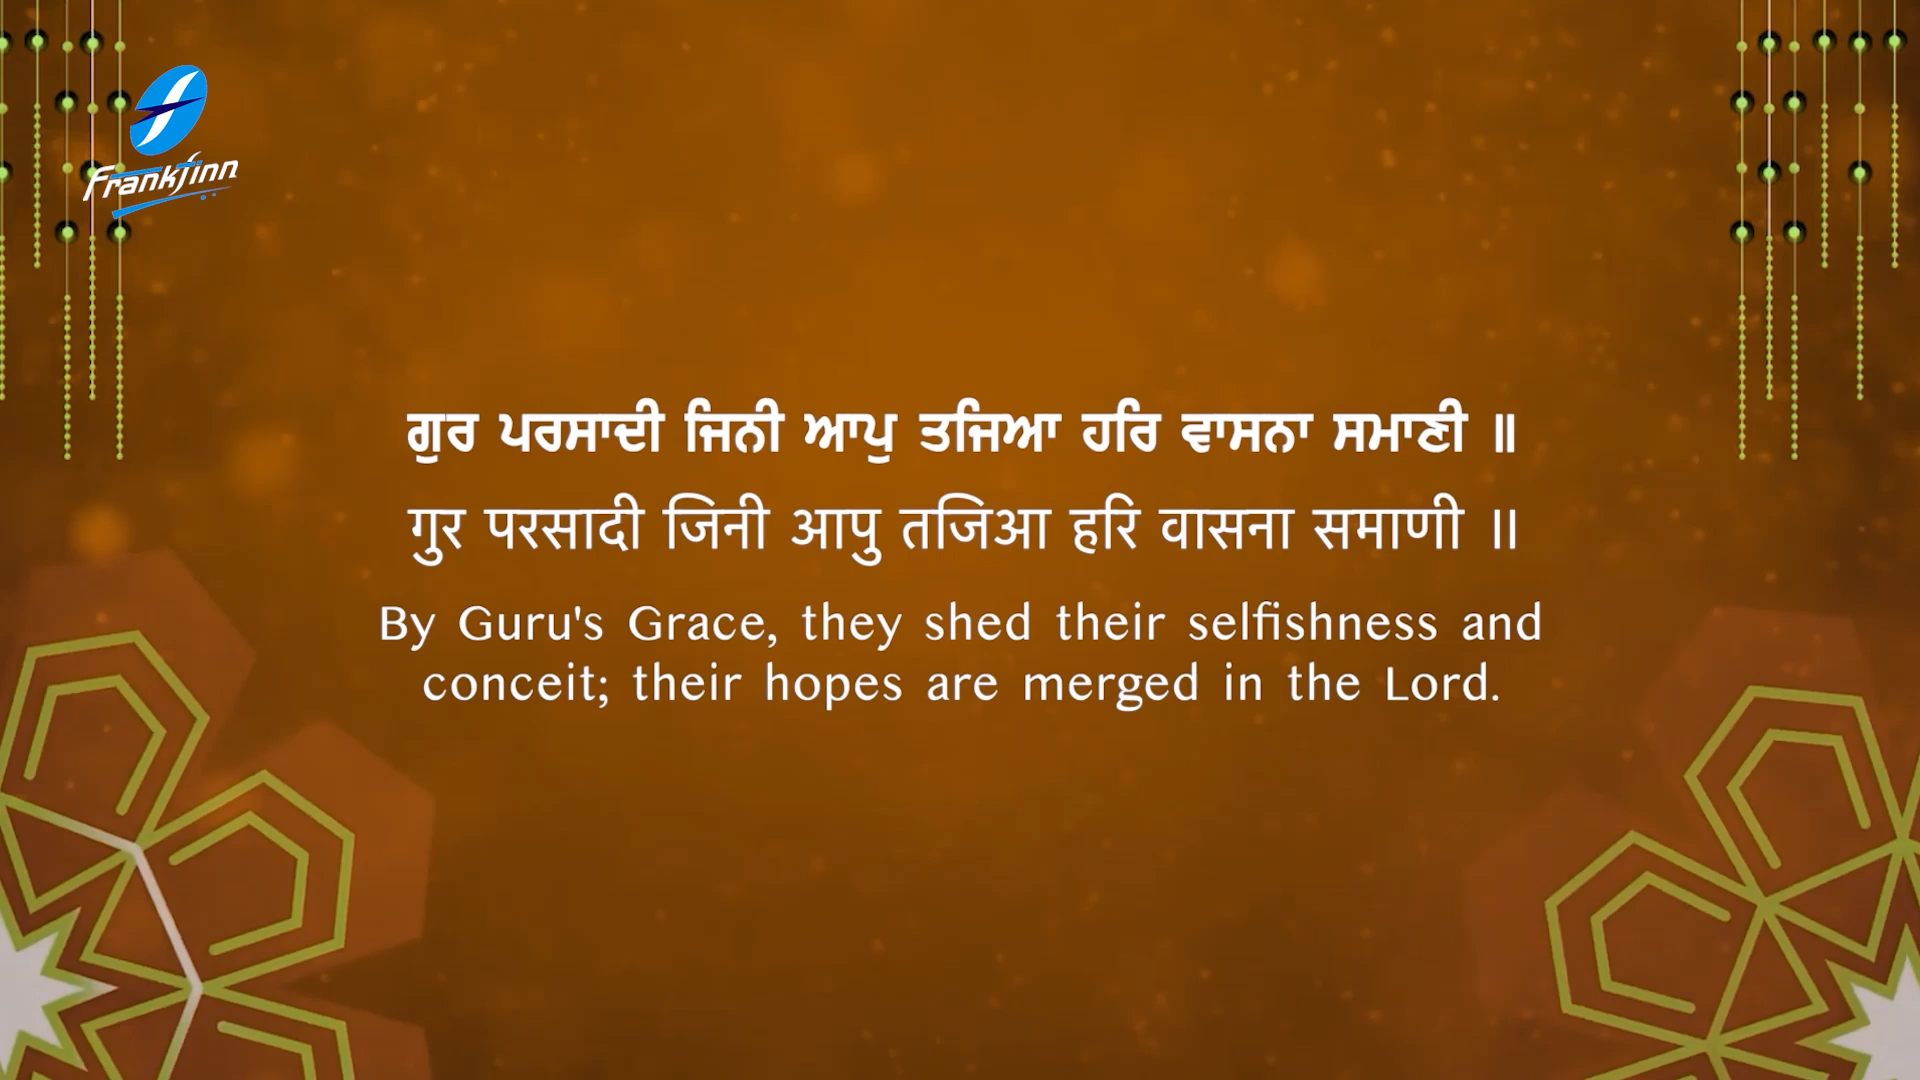 Frankfinn
ਗੁਰ ਪਰਸਾਦੀ ਜਿਨੀ ਆਪੁ ਤਜਿਆ ਹਰਿ ਵਾਸਨਾ ਸਮਾਣੀ ॥
गुर परसादी जिनी आपु तजिआ हरि वासना समाणी ॥
By Guru's Grace, they shed their selfishness and
conceit; their hopes are merged in the Lord.